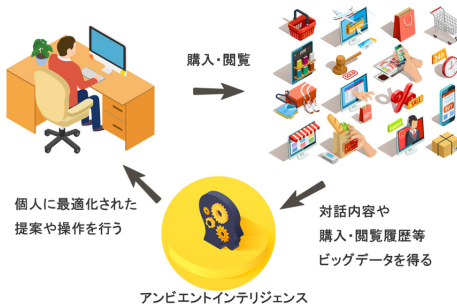 購入・閲覧
個人に最適化された
提案や操作を行う
対話内容や
購入・閲覧履歴等
ビッグデータを得る
アンビエントインテリジェンス